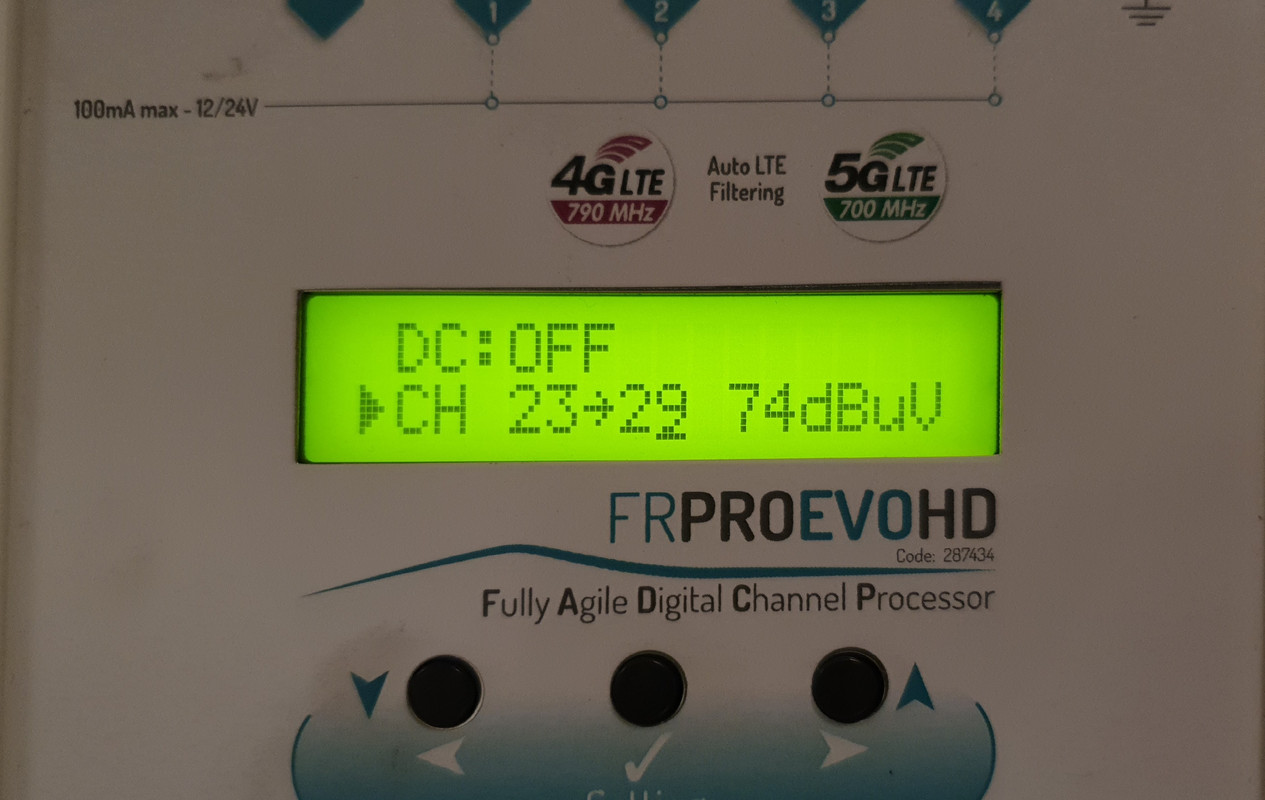 1 2 3 4
100mA max - 12/24V
4G LTE
790 MHz
Auto LTE
Filtering
5G LTE
700 MHz
DC:OFF
CH 23→29 74dBuV
FRPROEVOHD
Code: 287434
Fully Agile Digital Channel Processor